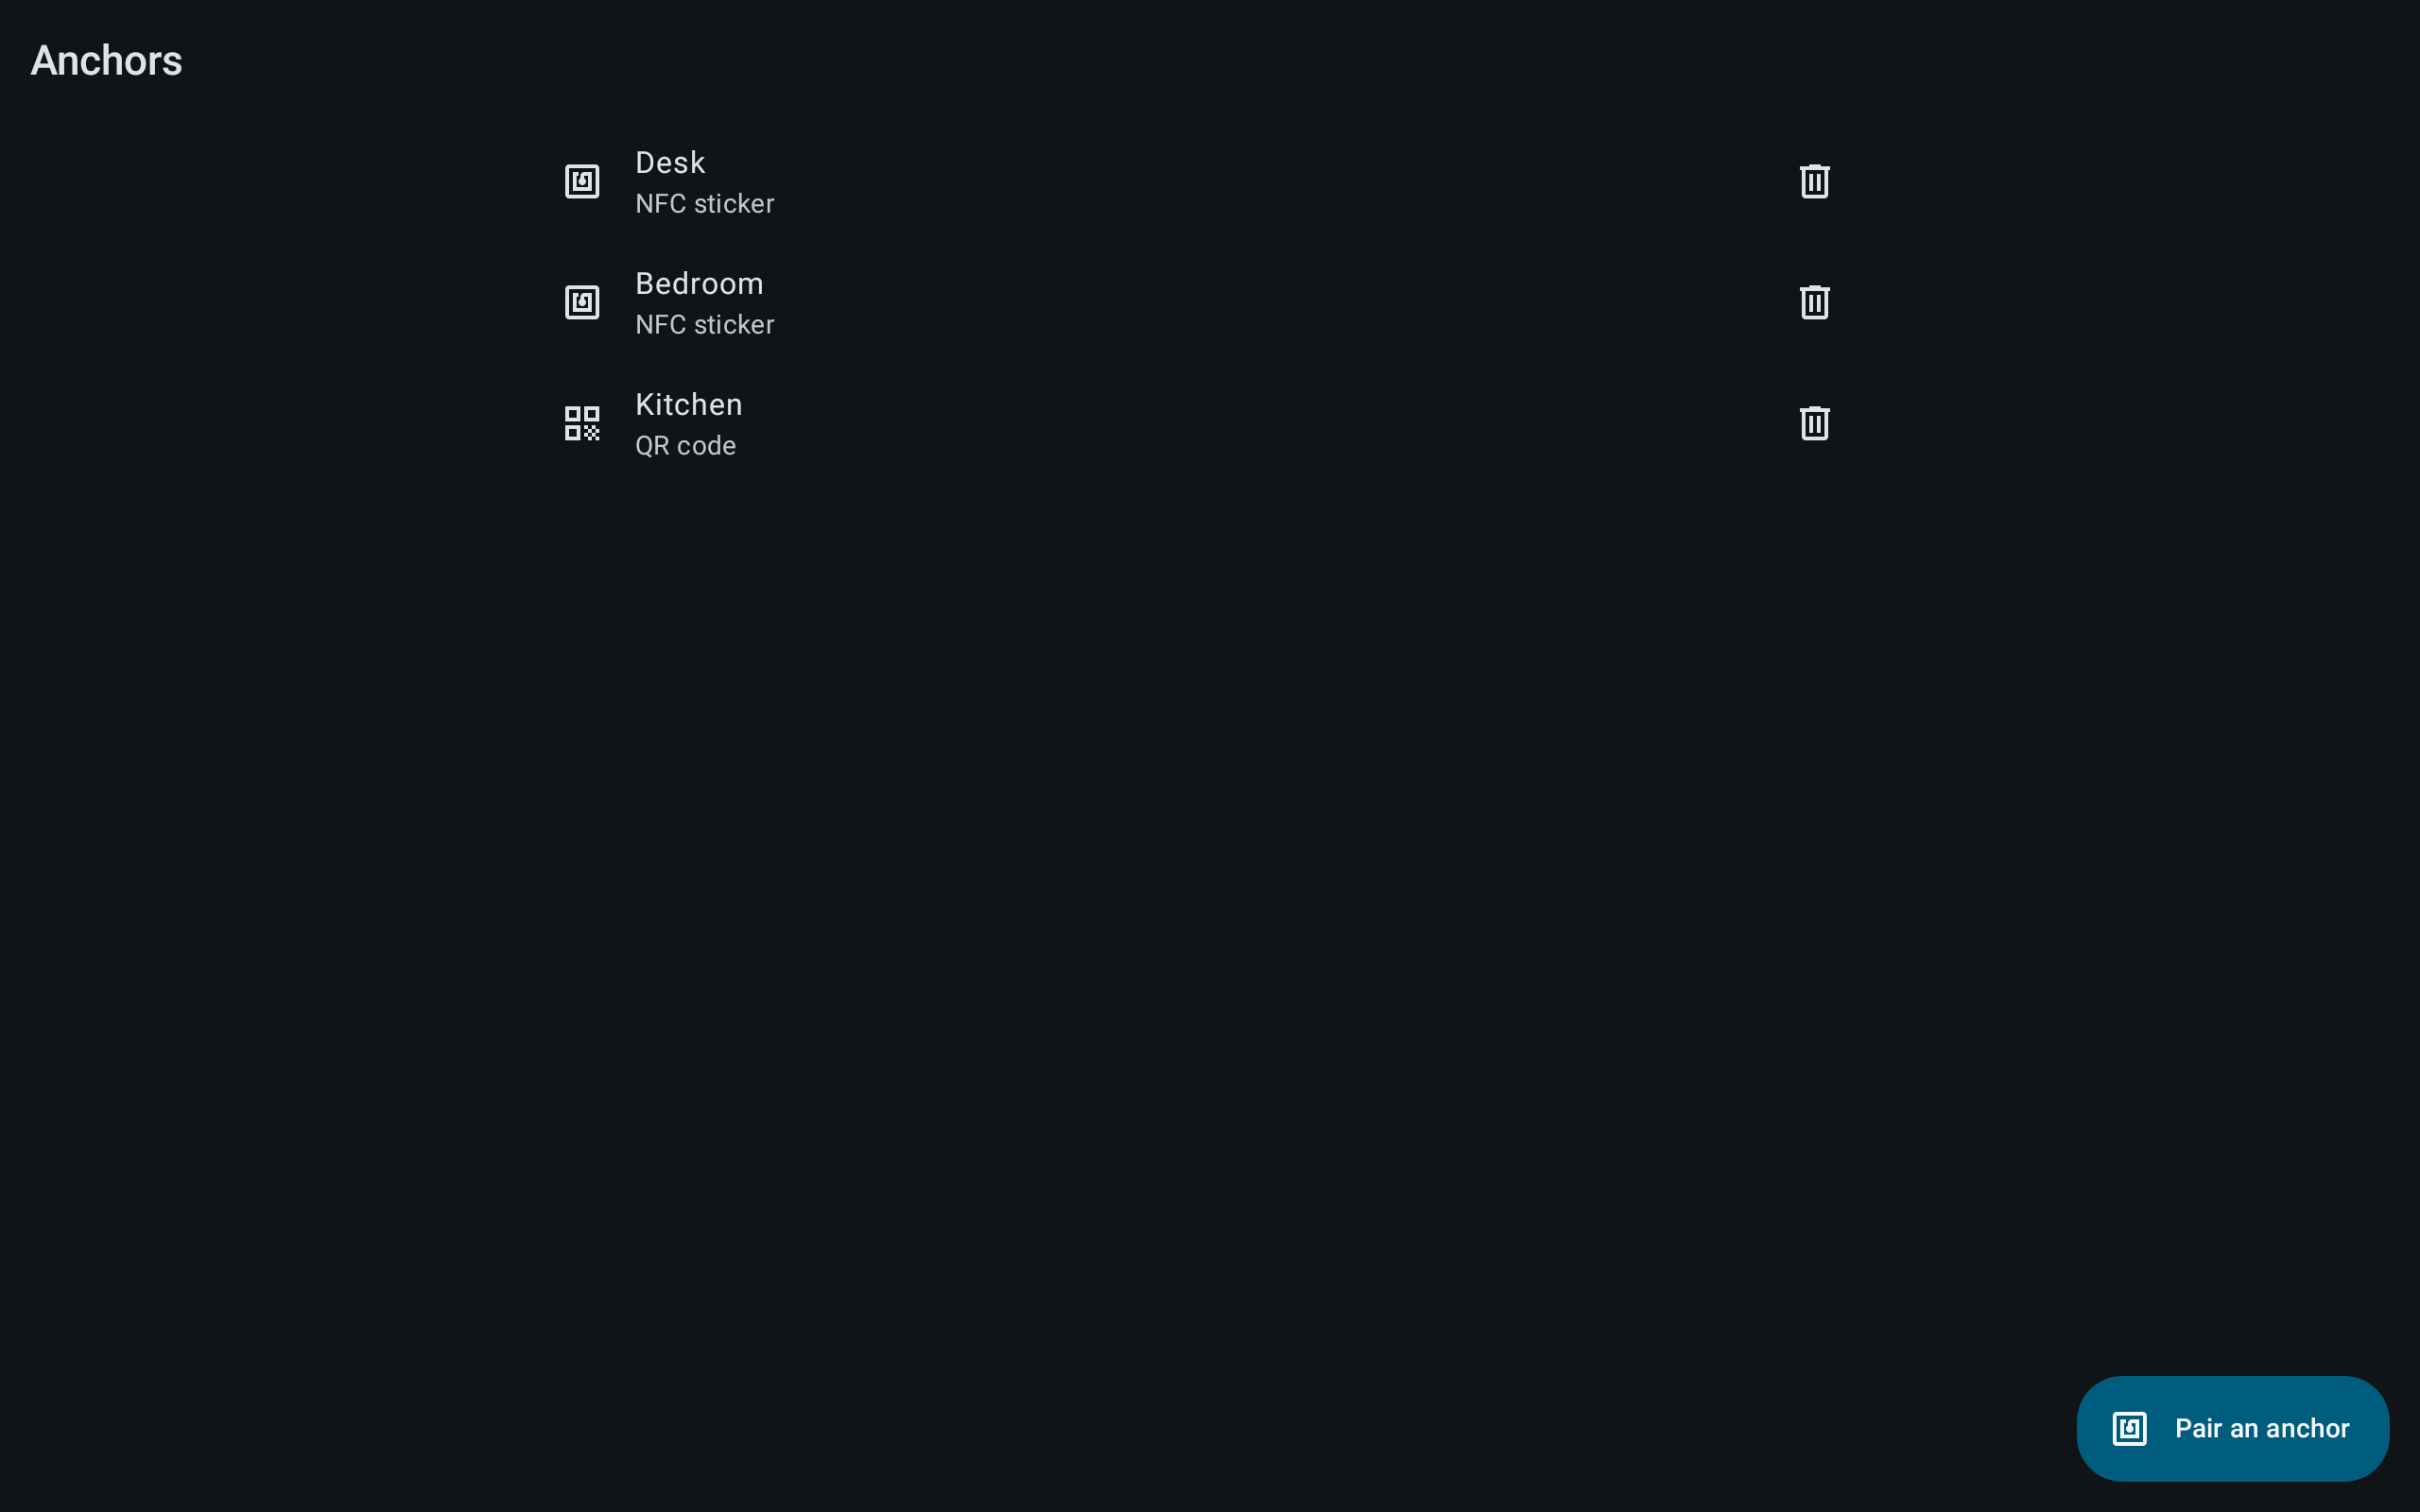 Anchors
Desk
NFC sticker
Bedroom
NFC sticker
Kitchen
QR code
Pair an anchor